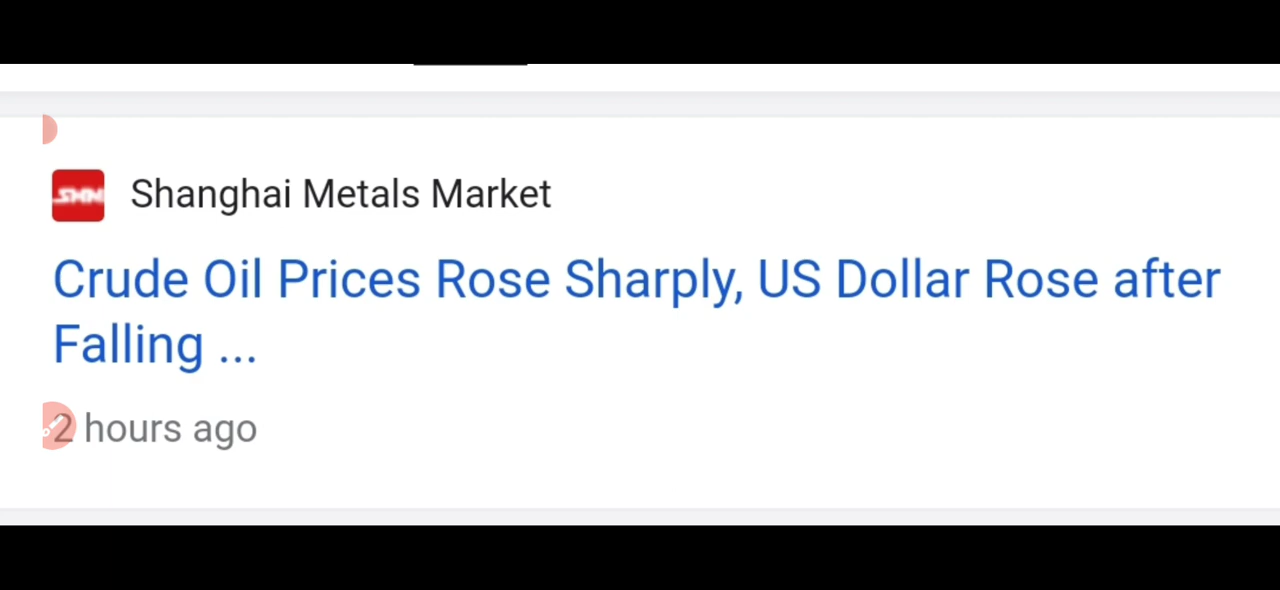 SMM
Shanghai Metals Market
Crude Oil Prices Rose Sharply, US Dollar Rose after
Falling ...
2 hours ago